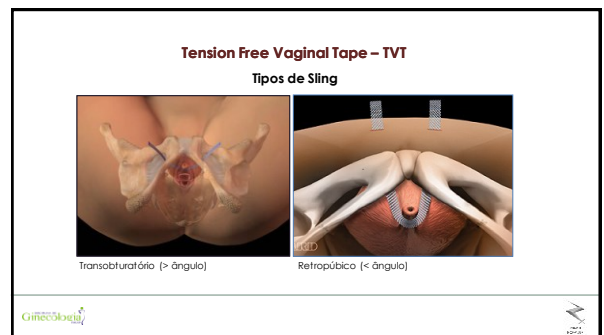 Tension Free Vaginal Tape – TVT
Tipos de Sling
Transobturatório (> ângulo)
Retropúbico (< ângulo)
Ginecologia